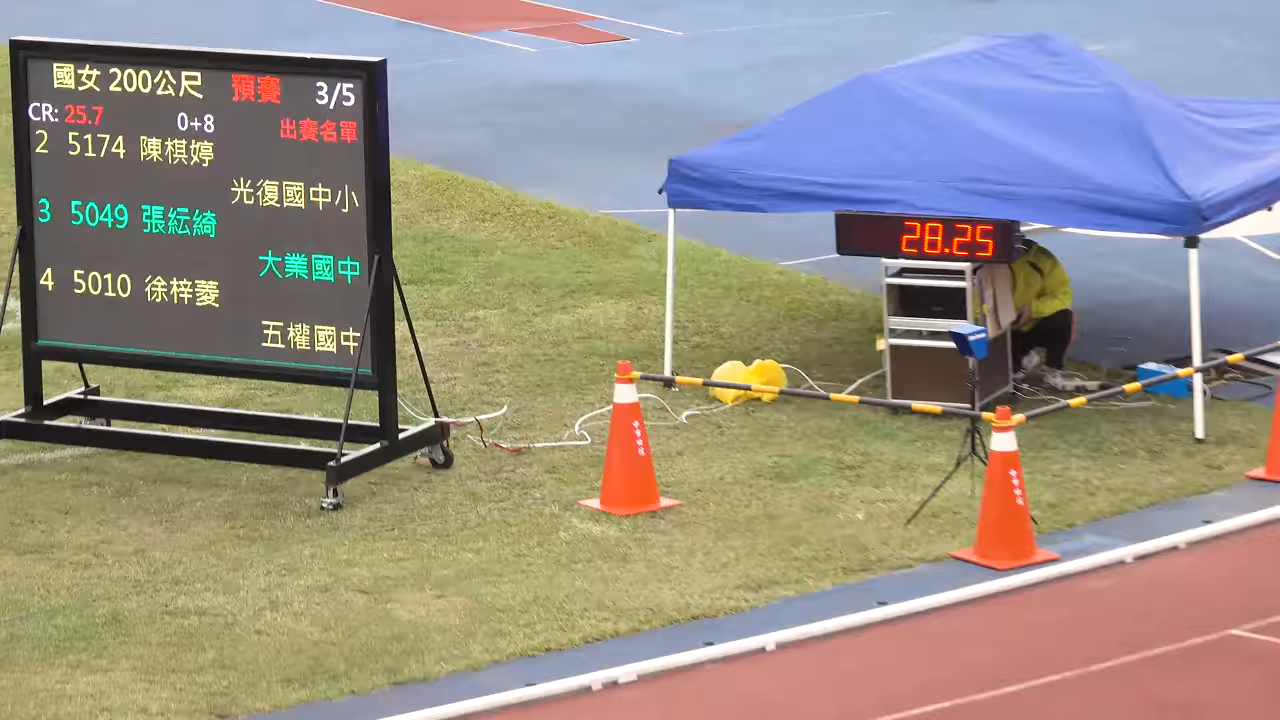 國女 200公尺 預賽 3/5
CR: 25.7 0+8 出賽名單
2 5174 陳棋婷
光復國中小
3 5049 張紜綺
大業國中
4 5010 徐梓菱
五權國中
28.25